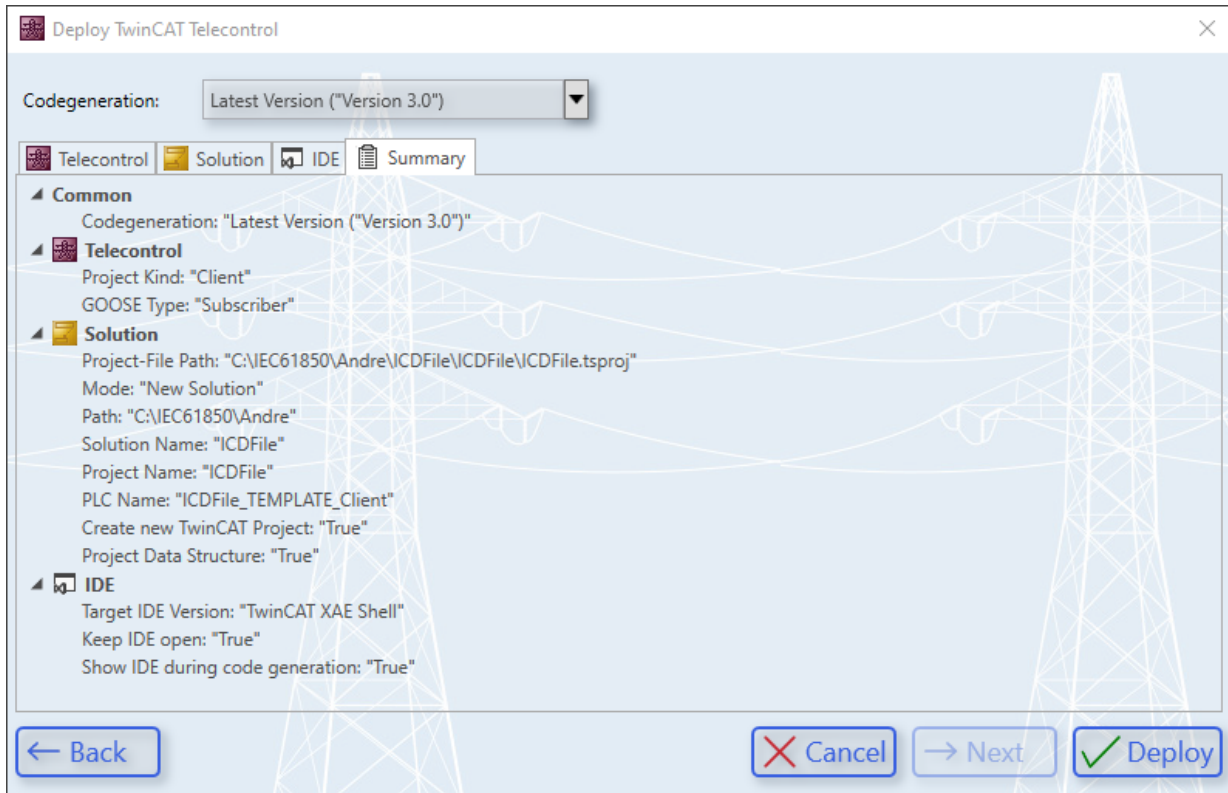 Deploy TwinCAT Telecontrol
Codegeneration: Latest Version ("Version 3.0")
Telecontrol Solution IDE Summary
Common
Codegeneration: "Latest Version ("Version 3.0")"
Telecontrol
Project Kind: "Client"
GOOSE Type: "Subscriber"
Solution
Project-File Path: "C:\IEC61850\Andre\ICDFile\ICDFile\ICDFile.tsproj"
Mode: "New Solution"
Path: "C:\IEC61850\Andre"
Solution Name: "ICDFile"
Project Name: "ICDFile"
PLC Name: "ICDFile_TEMPLATE_Client"
Create new TwinCAT Project: "True"
Project Data Structure: "True"
IDE
Target IDE Version: "TwinCAT XAE Shell"
Keep IDE open: "True"
Show IDE during code generation: "True"
Back Cancel Next Deploy